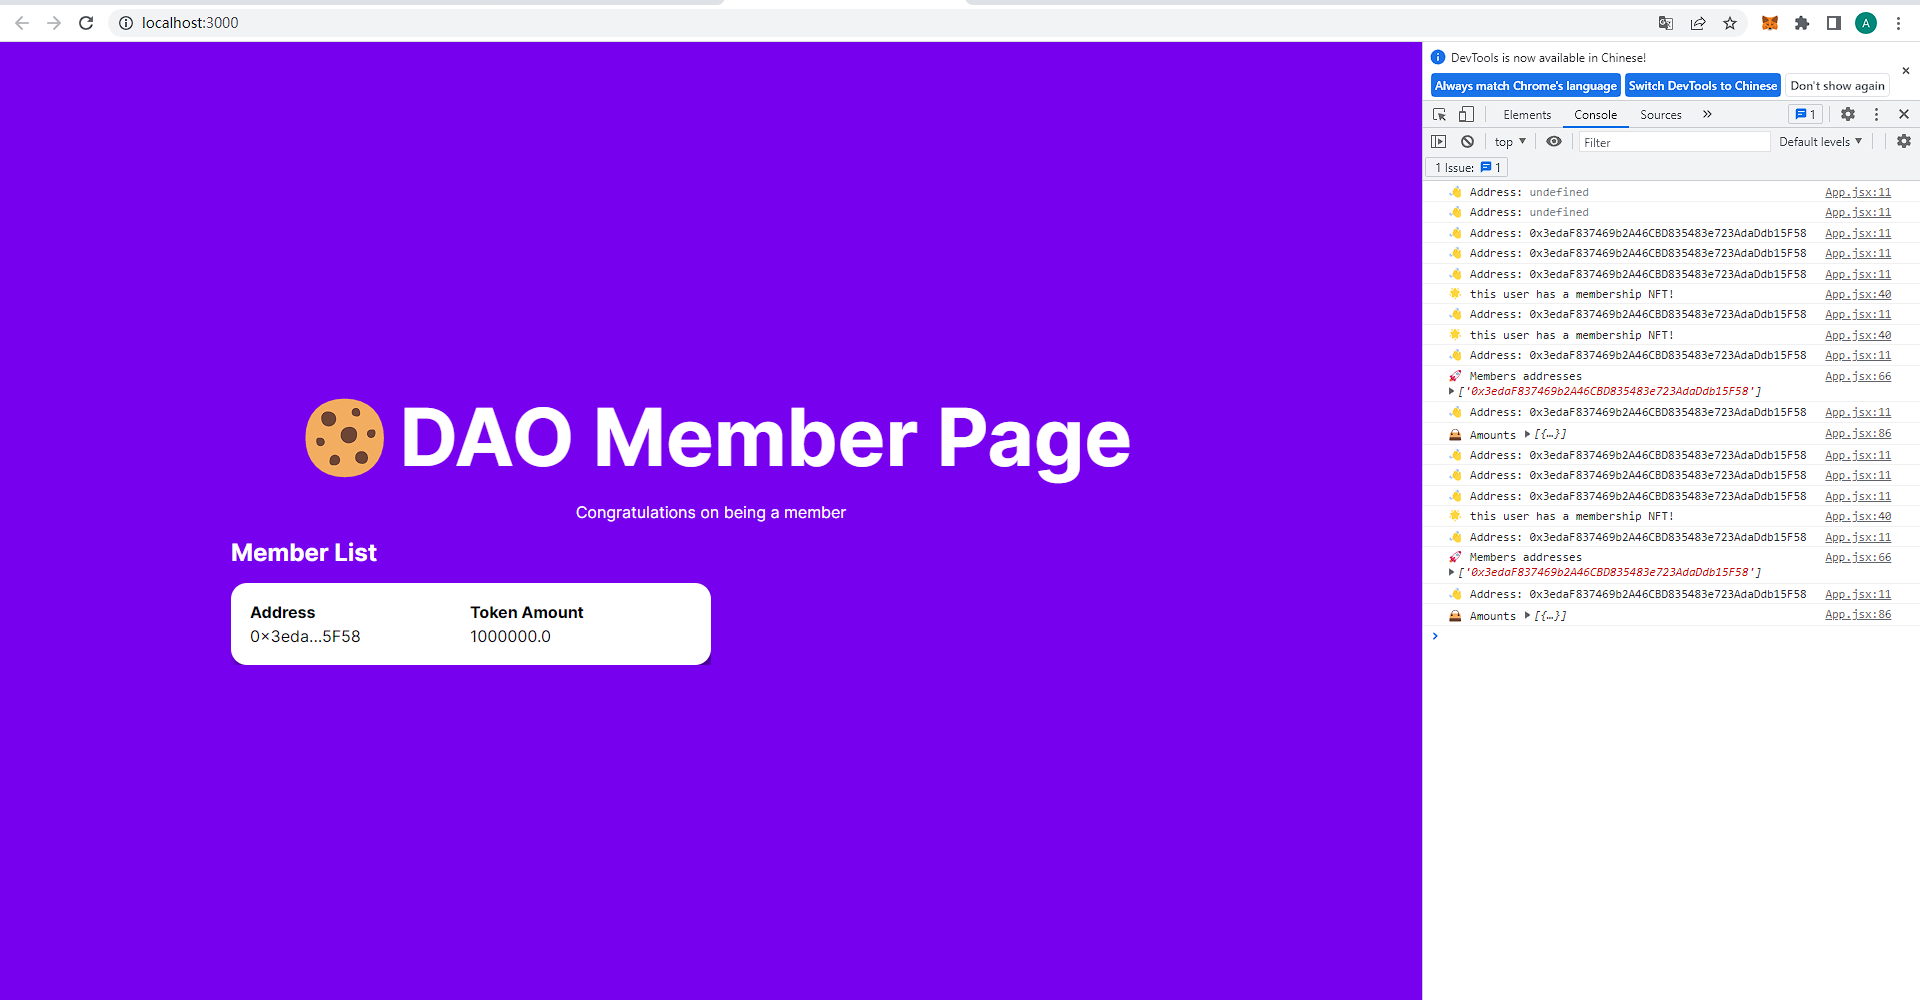 localhost:3000
A
DAO Member Page
Congratulations on being a member
Member List
Address Token Amount
0x3eda...5F58 1000000.0
DevTools is now available in Chinese!
Always match Chrome's language Switch DevTools to Chinese Don't show again
Elements Console Sources 1
top Filter Default levels
1 Issue: 1
Address: undefined App.jsx:11
Address: undefined App.jsx:11
Address: 0x3edaF837469b2A46CBD835483e723AdaDdb15F58 App.jsx:11
Address: 0x3edaF837469b2A46CBD835483e723AdaDdb15F58 App.jsx:11
Address: 0x3edaF837469b2A46CBD835483e723AdaDdb15F58 App.jsx:11
this user has a membership NFT! App.jsx:40
Address: 0x3edaF837469b2A46CBD835483e723AdaDdb15F58 App.jsx:11
this user has a membership NFT! App.jsx:40
Address: 0x3edaF837469b2A46CBD835483e723AdaDdb15F58 App.jsx:11
Members addresses App.jsx:66
['0x3edaF837469b2A46CBD835483e723AdaDdb15F58']
Address: 0x3edaF837469b2A46CBD835483e723AdaDdb15F58 App.jsx:11
Amounts [{…}] App.jsx:86
Address: 0x3edaF837469b2A46CBD835483e723AdaDdb15F58 App.jsx:11
Address: 0x3edaF837469b2A46CBD835483e723AdaDdb15F58 App.jsx:11
Address: 0x3edaF837469b2A46CBD835483e723AdaDdb15F58 App.jsx:11
this user has a membership NFT! App.jsx:40
Address: 0x3edaF837469b2A46CBD835483e723AdaDdb15F58 App.jsx:11
Members addresses App.jsx:66
['0x3edaF837469b2A46CBD835483e723AdaDdb15F58']
Address: 0x3edaF837469b2A46CBD835483e723AdaDdb15F58 App.jsx:11
Amounts [{…}] App.jsx:86